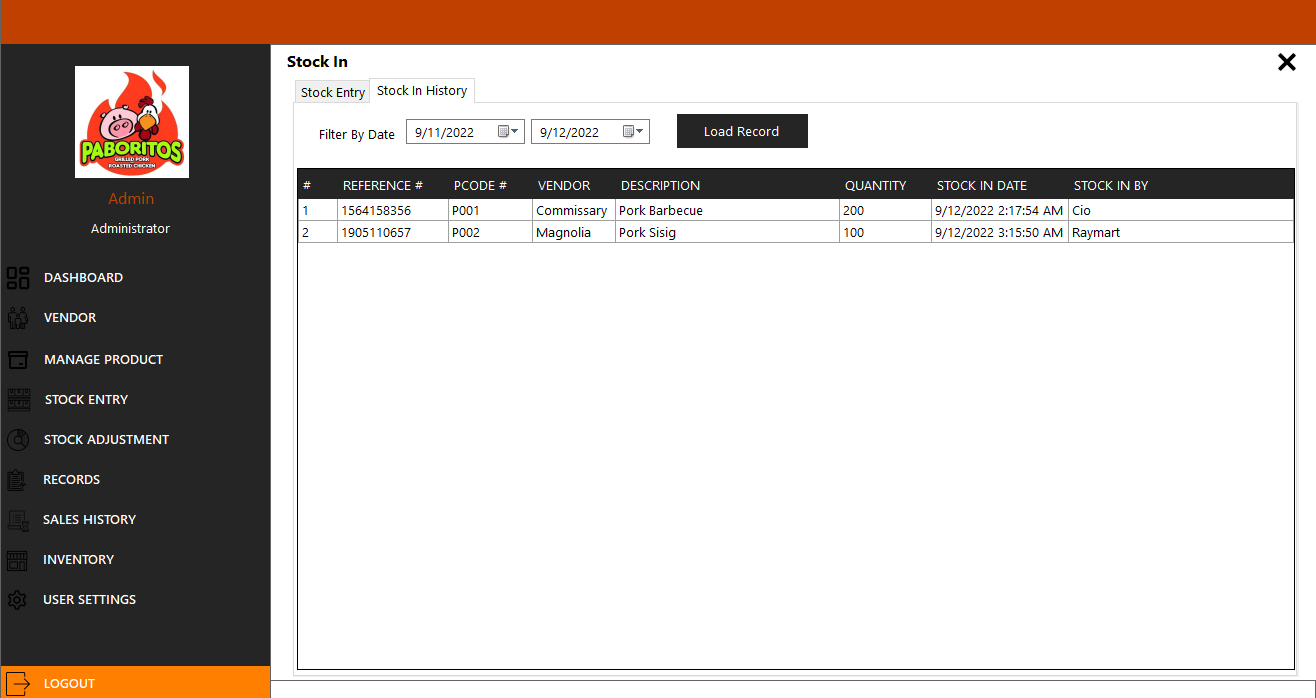 Stock In
Stock Entry
Stock In History
Filter By Date
9/11/2022
9/12/2022
Load Record
# REFERENCE # PCODE # VENDOR DESCRIPTION QUANTITY STOCK IN DATE STOCK IN BY
1 1564158356 P001 Commissary Pork Barbecue 200 9/12/2022 2:17:54 AM Cio
2 1905110657 P002 Magnolia Pork Sisig 100 9/12/2022 3:15:50 AM Raymart
PABORITOS
GRILLED PORK
ROASTED CHICKEN
Admin
Administrator
DASHBOARD
VENDOR
MANAGE PRODUCT
STOCK ENTRY
STOCK ADJUSTMENT
RECORDS
SALES HISTORY
INVENTORY
USER SETTINGS
LOGOUT